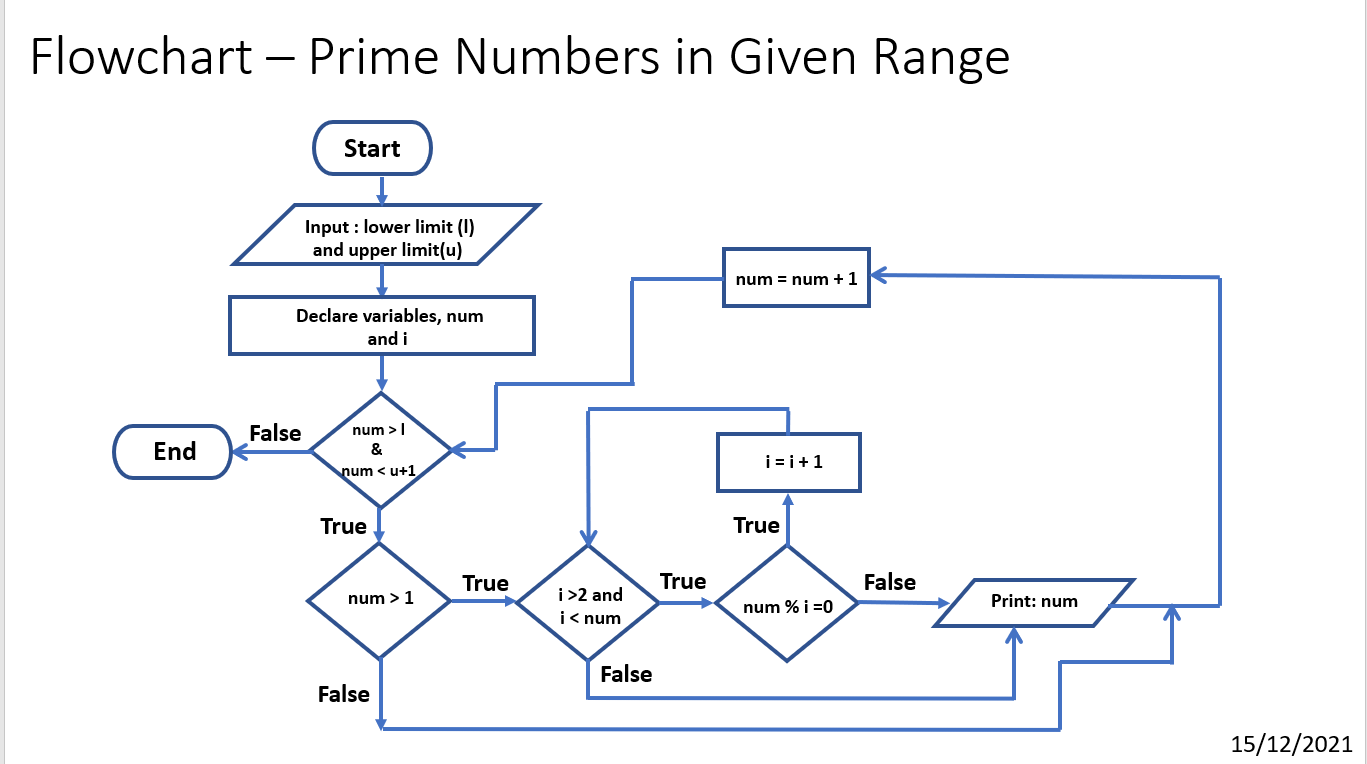 Flowchart – Prime Numbers in Given Range
Start
Input : lower limit (l)
and upper limit(u)
Declare variables, num
and i
num = num + 1
num > l
&
num < u+1
False
End
i = i + 1
True
True
num > 1
True
i >2 and
i < num
True
num % i =0
False
Print: num
False
False
15/12/2021